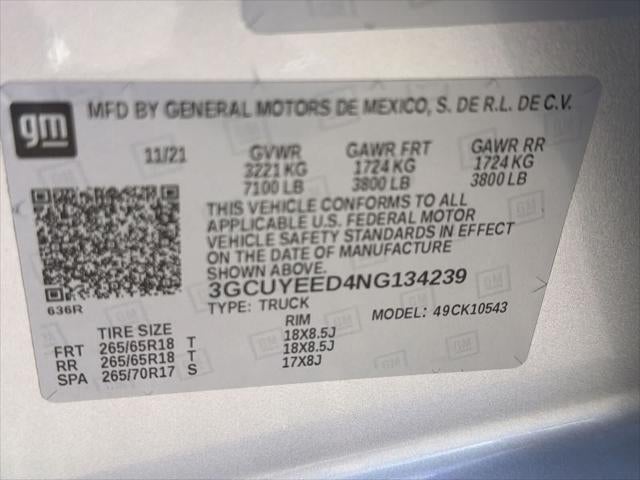 gm
MFD BY GENERAL MOTORS DE MEXICO, S. DE R.L. DE C.V.
11/21 GVWR GAWR FRT GAWR RR
3221 KG 1724 KG 1724 KG
7100 LB 3800 LB 3800 LB
THIS VEHICLE CONFORMS TO ALL
APPLICABLE U.S. FEDERAL MOTOR
VEHICLE SAFETY STANDARDS IN EFFECT
ON THE DATE OF MANUFACTURE
SHOWN ABOVE.
3GCUYEED4NG134239
636R
TYPE: TRUCK MODEL: 49CK10543
TIRE SIZE RIM
FRT 265/65R18 T 18X8.5J
RR 265/65R18 T 18X8.5J
SPA 265/70R17 S 17X8J